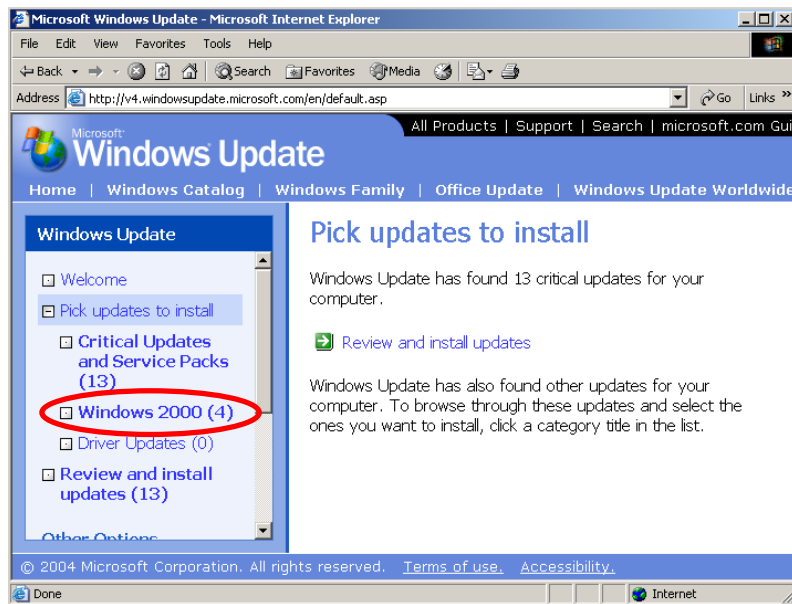 Microsoft Windows Update - Microsoft Internet Explorer
File Edit View Favorites Tools Help
Back Search Favorites Media
Address http://v4.windowsupdate.microsoft.com/en/default.asp Go Links »
All Products | Support | Search | microsoft.com Gui
Microsoft
Windows Update
Home | Windows Catalog | Windows Family | Office Update | Windows Update Worldwide
Windows Update
Welcome
Pick updates to install
Critical Updates
and Service Packs
(13)
Windows 2000 (4)
Driver Updates (0)
Review and install
updates (13)
Other Options
Pick updates to install
Windows Update has found 13 critical updates for your
computer.
Review and install updates
Windows Update has also found other updates for your
computer. To browse through these updates and select the
ones you want to install, click a category title in the list.
© 2004 Microsoft Corporation. All rights reserved. Terms of use. Accessibility.
Done Internet